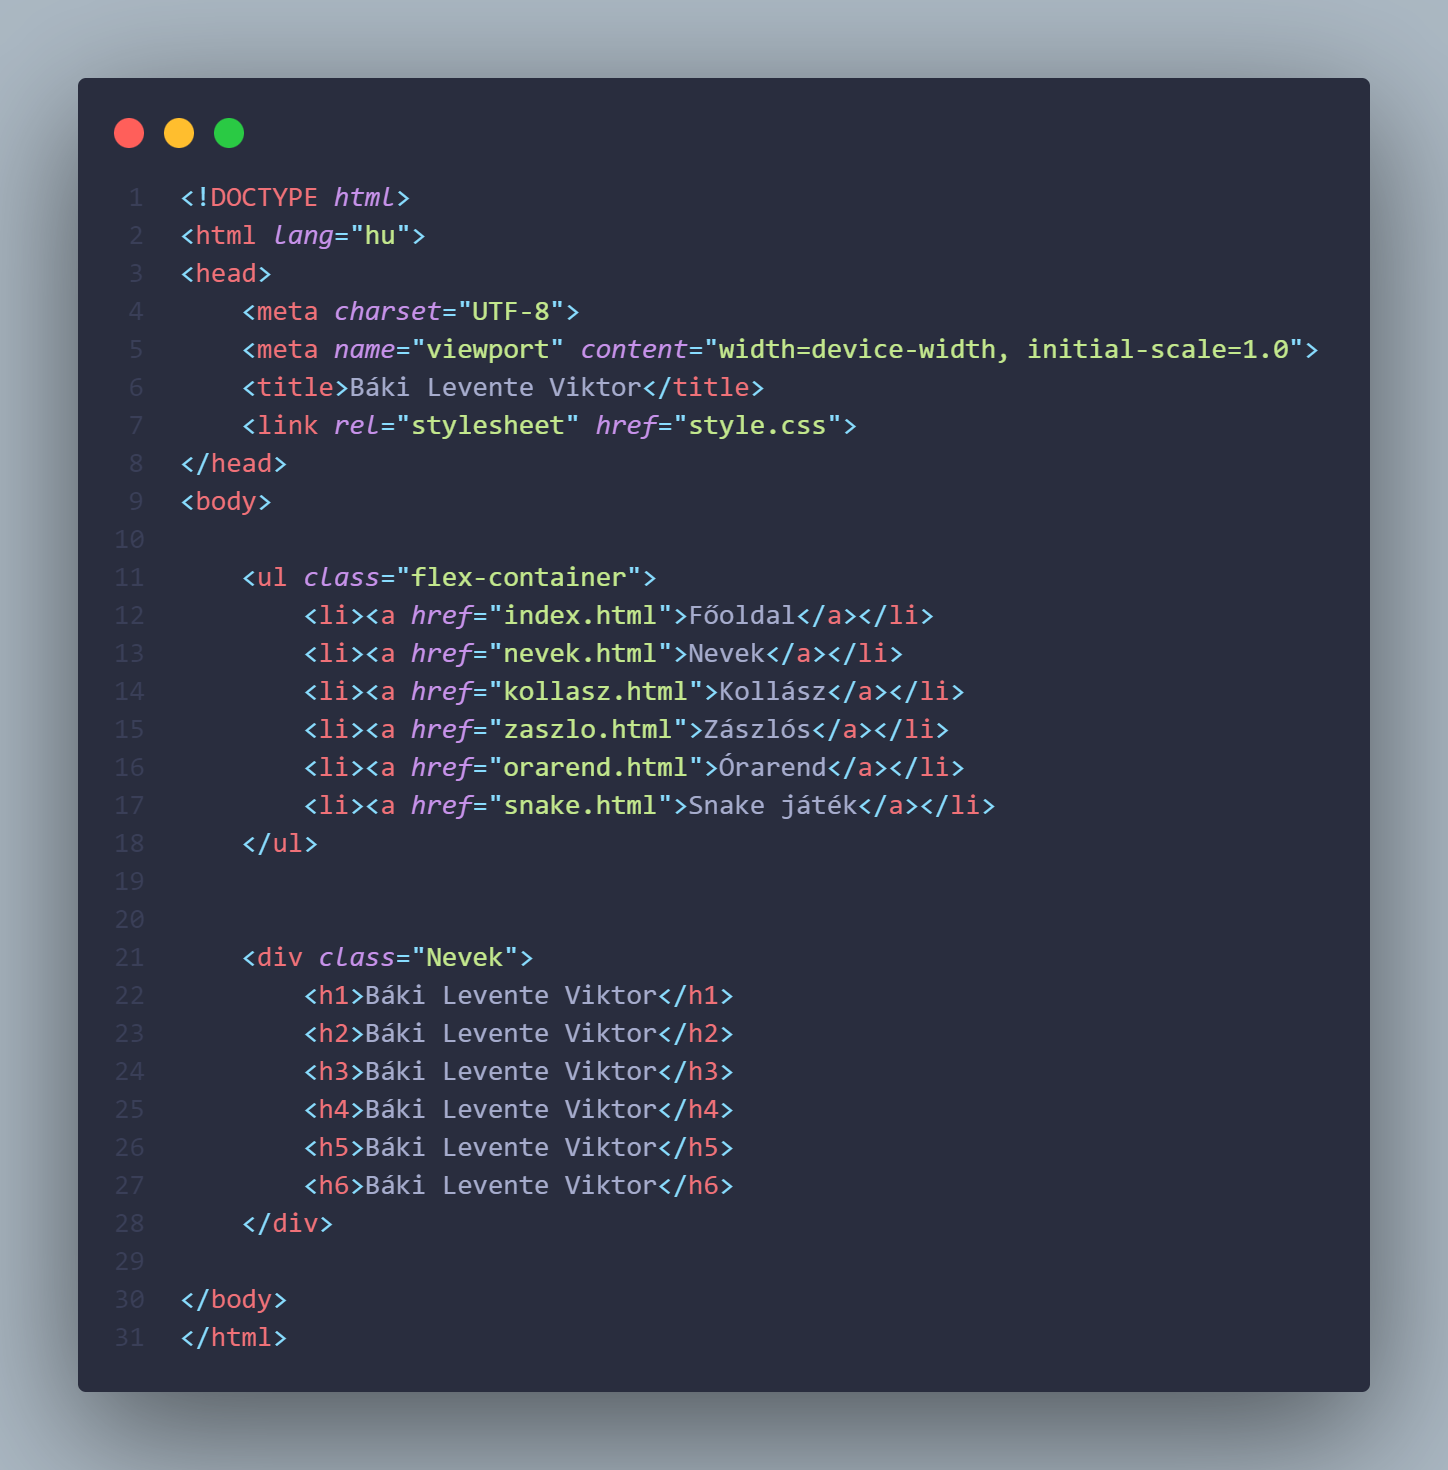 1 <!DOCTYPE html>
2 <html lang="hu">
3 <head>
4     <meta charset="UTF-8">
5     <meta name="viewport" content="width=device-width, initial-scale=1.0">
6     <title>Báki Levente Viktor</title>
7     <link rel="stylesheet" href="style.css">
8 </head>
9 <body>
10
11     <ul class="flex-container">
12         <li><a href="index.html">Főoldal</a></li>
13         <li><a href="nevek.html">Nevek</a></li>
14         <li><a href="kollasz.html">Kollász</a></li>
15         <li><a href="zaszlo.html">Zászlós</a></li>
16         <li><a href="orarend.html">Órarend</a></li>
17         <li><a href="snake.html">Snake játék</a></li>
18     </ul>
19
20
21     <div class="Nevek">
22         <h1>Báki Levente Viktor</h1>
23         <h2>Báki Levente Viktor</h2>
24         <h3>Báki Levente Viktor</h3>
25         <h4>Báki Levente Viktor</h4>
26         <h5>Báki Levente Viktor</h5>
27         <h6>Báki Levente Viktor</h6>
28     </div>
29
30 </body>
31 </html>